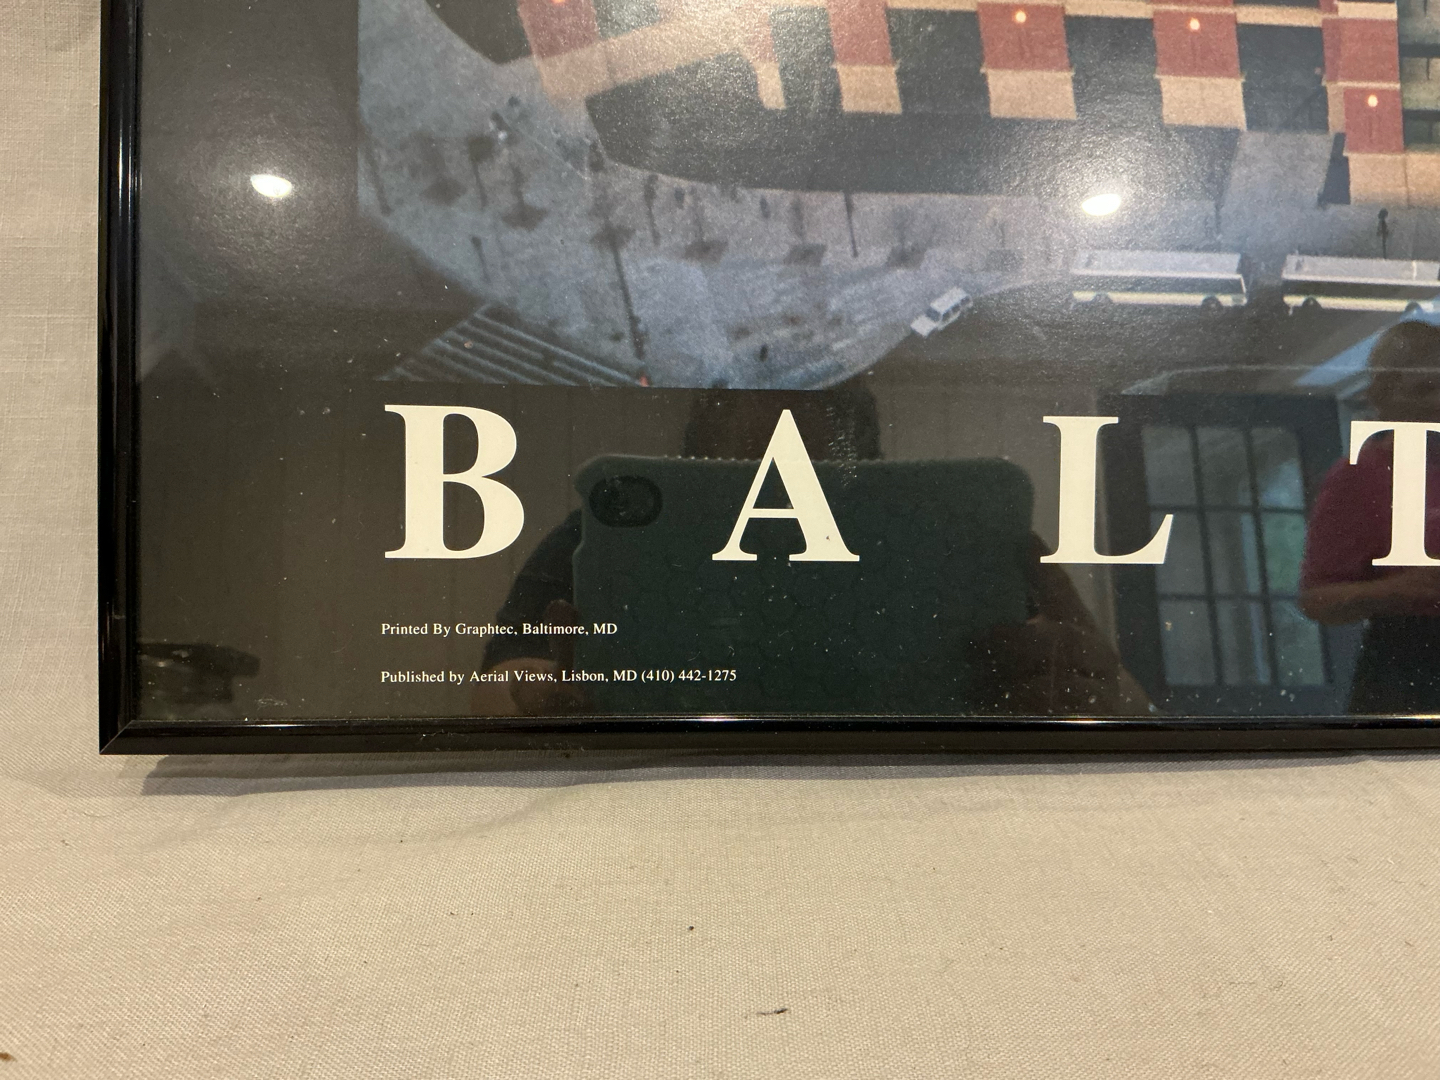 B A L T
Printed By Graphtec, Baltimore, MD
Published by Aerial Views, Lisbon, MD (410) 442-1275